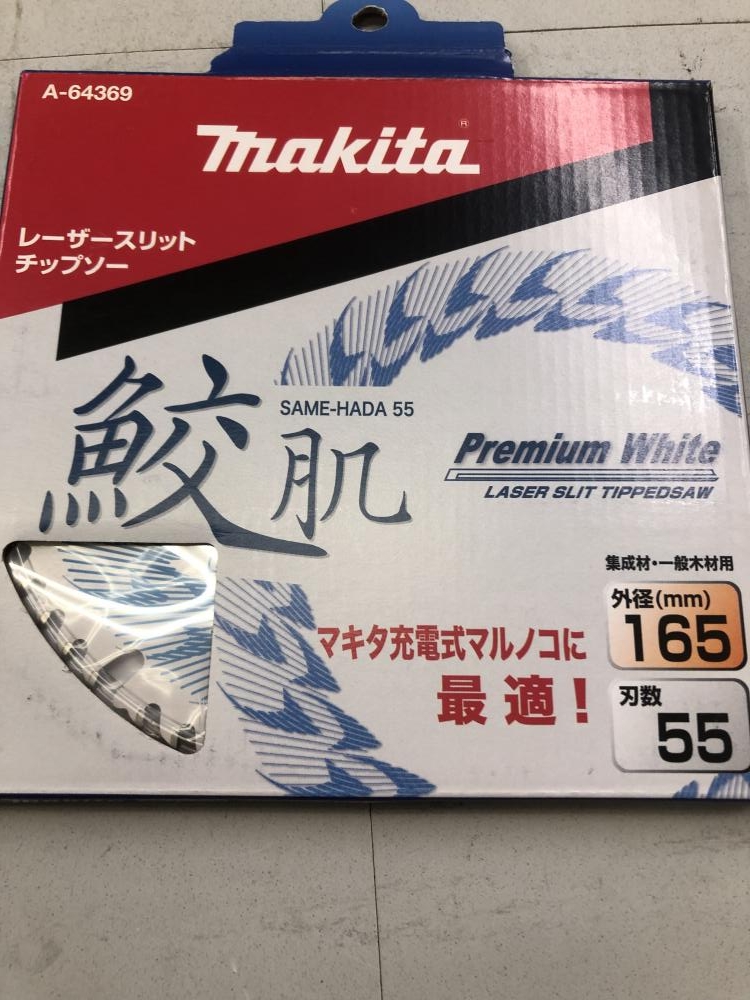 A-64369
makita®
レーザースリット
チップソー
鮫肌
SAME-HADA 55
Premium White
LASER SLIT TIPPEDSAW
集成材・一般木材用
外径(mm)
165
マキタ充電式マルノコに
最適!
刃数
55